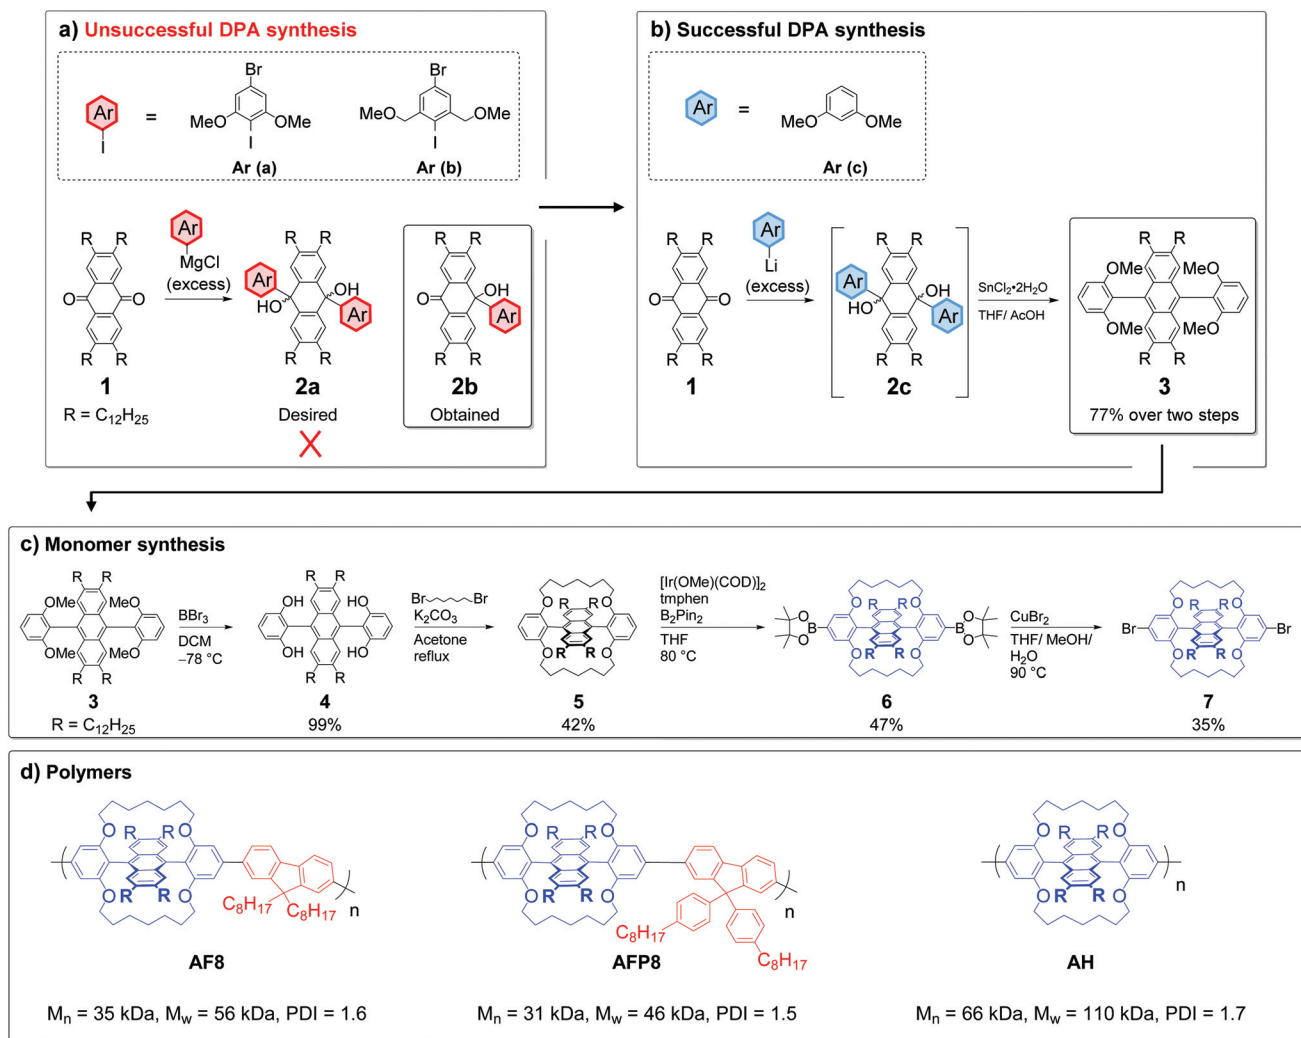 a) Unsuccessful DPA synthesis
Ar
I
=
Br
MeO
OMe
I
Ar (a)
Br
MeO
OMe
I
Ar (b)
R R
O
O
R R
1
R = C₁₂H₂₅
Ar
MgCl
(excess)
R R
Ar
OH
HO
Ar
R R
2a
Desired
X
R R
O
OH
Ar
R R
2b
Obtained
b) Successful DPA synthesis
Ar
=
MeO
OMe
Ar (c)
R R
O
O
R R
1
Ar
Li
(excess)
R R
Ar
OH
HO
Ar
R R
2c
SnCl₂•2H₂O
THF/ AcOH
R R
OMe MeO
OMe MeO
R R
3
77% over two steps
c) Monomer synthesis
R R
OMe MeO
OMe MeO
R R
3
R = C₁₂H₂₅
BBr₃
DCM
–78 °C
R R
OH OH
OH OH
R R
4
99%
Br Br
K₂CO₃
Acetone
reflux
O R R O
O R R O
5
42%
[Ir(OMe)(COD)]₂
tmphen
B₂Pin₂
THF
80 °C
O R R O
O
B
O
O
B
O
O R R O
6
47%
CuBr₂
THF/ MeOH/
H₂O
90 °C
O R R O
Br Br
O R R O
7
35%
d) Polymers
O R R O
O R R O
C₈H₁₇ C₈H₁₇
n
AF8
Mₙ = 35 kDa, M_w = 56 kDa, PDI = 1.6
O R R O
O R R O
C₈H₁₇
C₈H₁₇
n
AFP8
Mₙ = 31 kDa, M_w = 46 kDa, PDI = 1.5
O R R O
O R R O
n
AH
Mₙ = 66 kDa, M_w = 110 kDa, PDI = 1.7